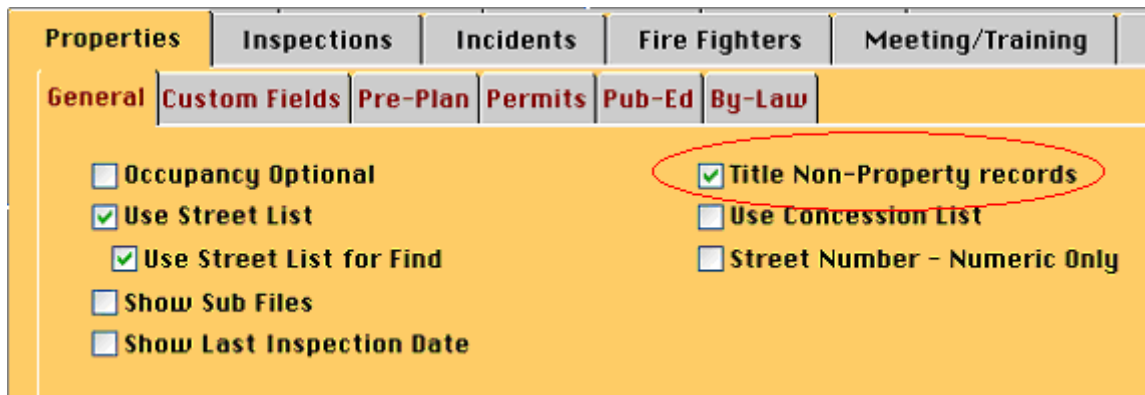 Properties Inspections Incidents Fire Fighters Meeting/Training
General Custom Fields Pre-Plan Permits Pub-Ed By-Law
Occupancy Optional
Use Street List
Use Street List for Find
Show Sub Files
Show Last Inspection Date
Title Non-Property records
Use Concession List
Street Number - Numeric Only